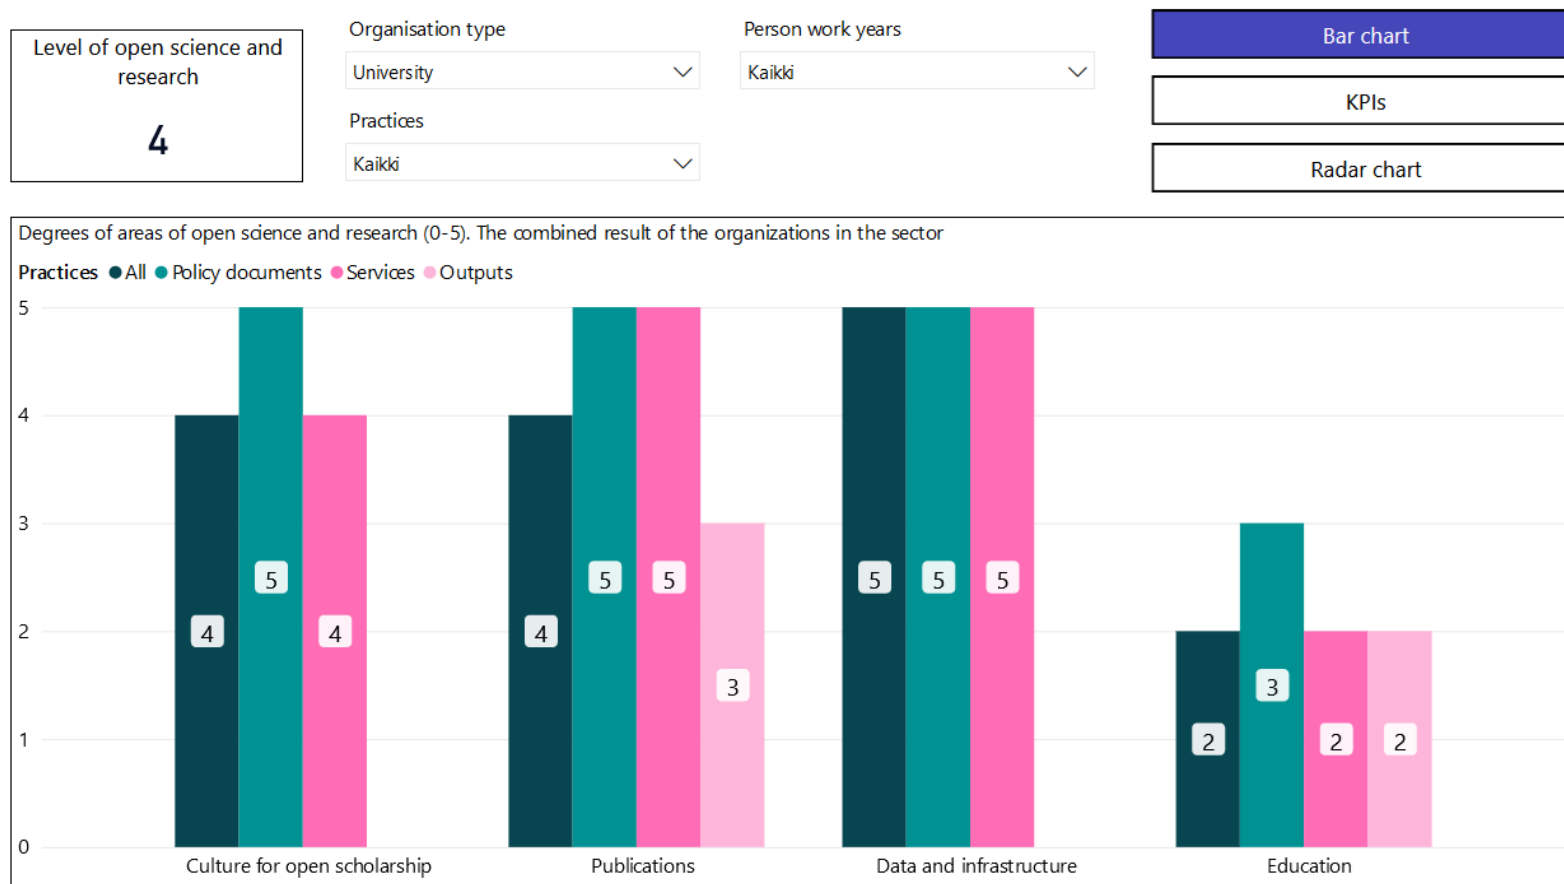 Level of open science and
research
4
Organisation type
University
Practices
Kaikki
Person work years
Kaikki
Bar chart
KPIs
Radar chart
Degrees of areas of open science and research (0-5). The combined result of the organizations in the sector
Practices All Policy documents Services Outputs
5
4
3
2
1
0
4 5 4
4 5 5 3
5 5 5
2 3 2 2
Culture for open scholarship Publications Data and infrastructure Education